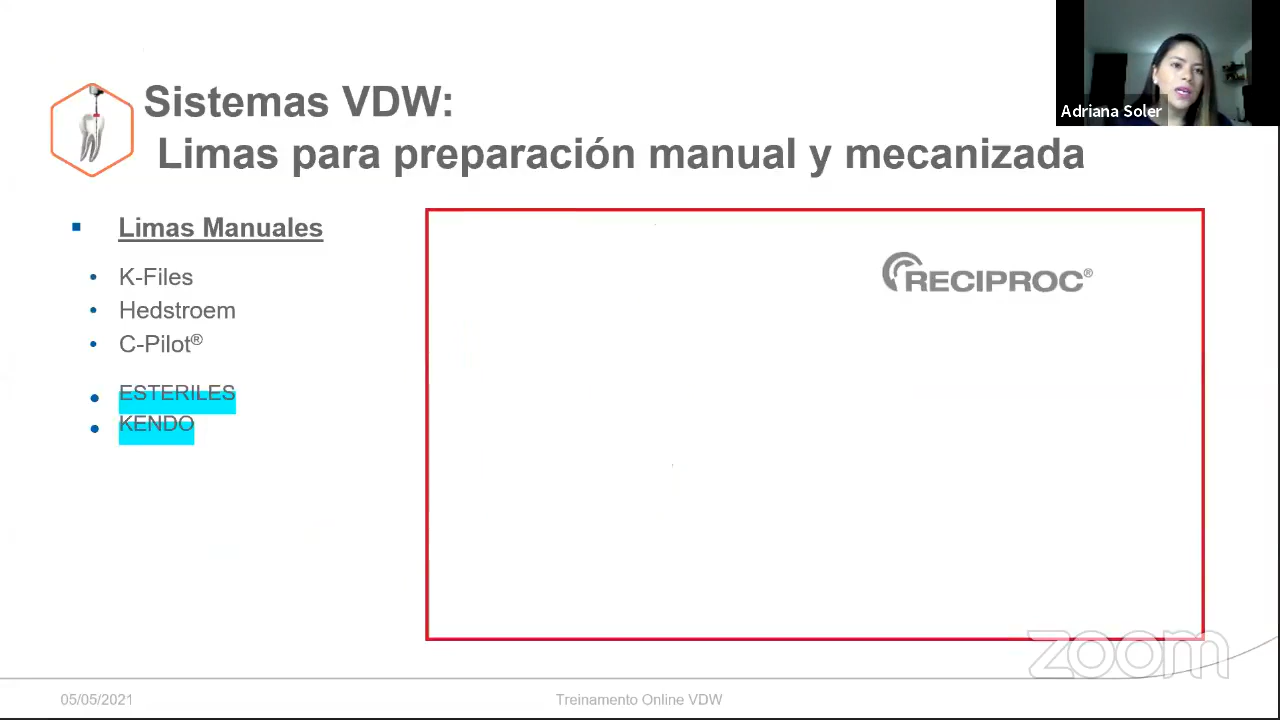 Adriana Soler
Sistemas VDW:
Limas para preparación manual y mecanizada
Limas Manuales
K-Files
Hedstroem
C-Pilot®
ESTERILES
KENDO
RECIPROC®
zoom
05/05/2021
Treinamento Online VDW